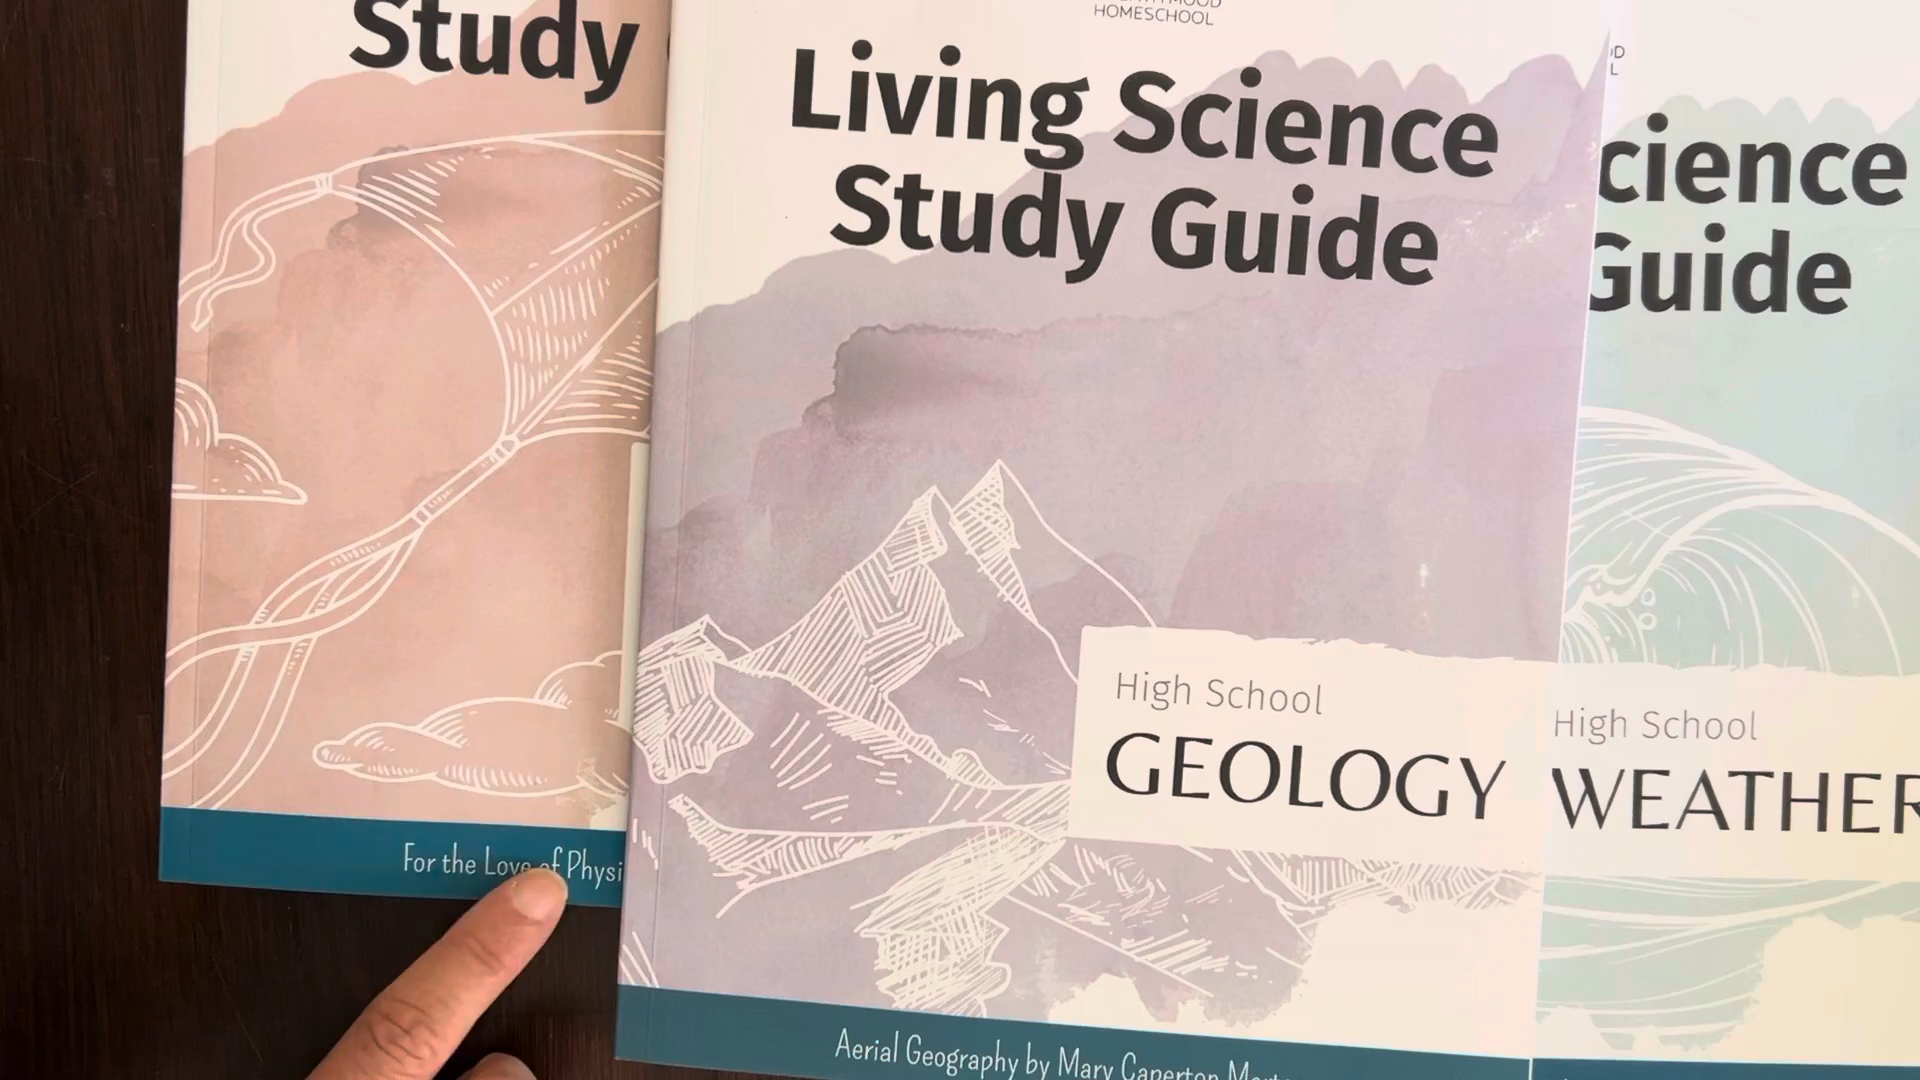 Study
For the Love of Physi
HOMESCHOOL
Living Science
Study Guide
High School
GEOLOGY
Aerial Geography by Mary Caperton
cience
Guide
High School
WEATHER